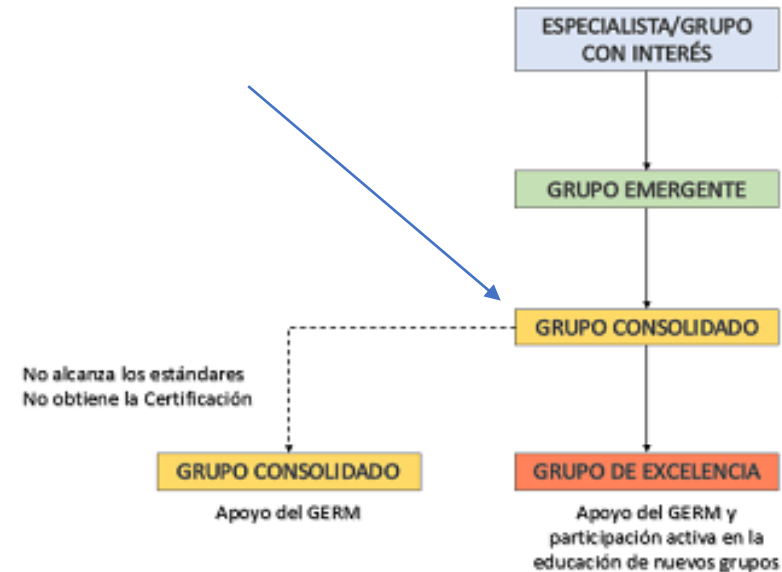 ESPECIALISTA/GRUPO
CON INTERÉS
GRUPO EMERGENTE
GRUPO CONSOLIDADO
No alcanza los estándares
No obtiene la Certificación
GRUPO CONSOLIDADO
Apoyo del GERM
GRUPO DE EXCELENCIA
Apoyo del GERM y
participación activa en la
educación de nuevos grupos